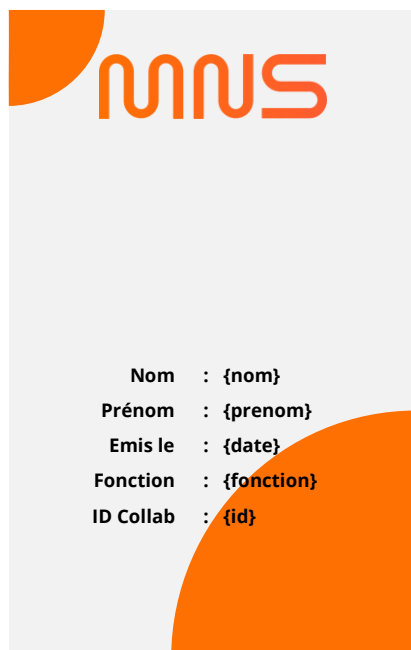 MNS
Nom : {nom}
Prénom : {prenom}
Emis le : {date}
Fonction : {fonction}
ID Collab : {id}